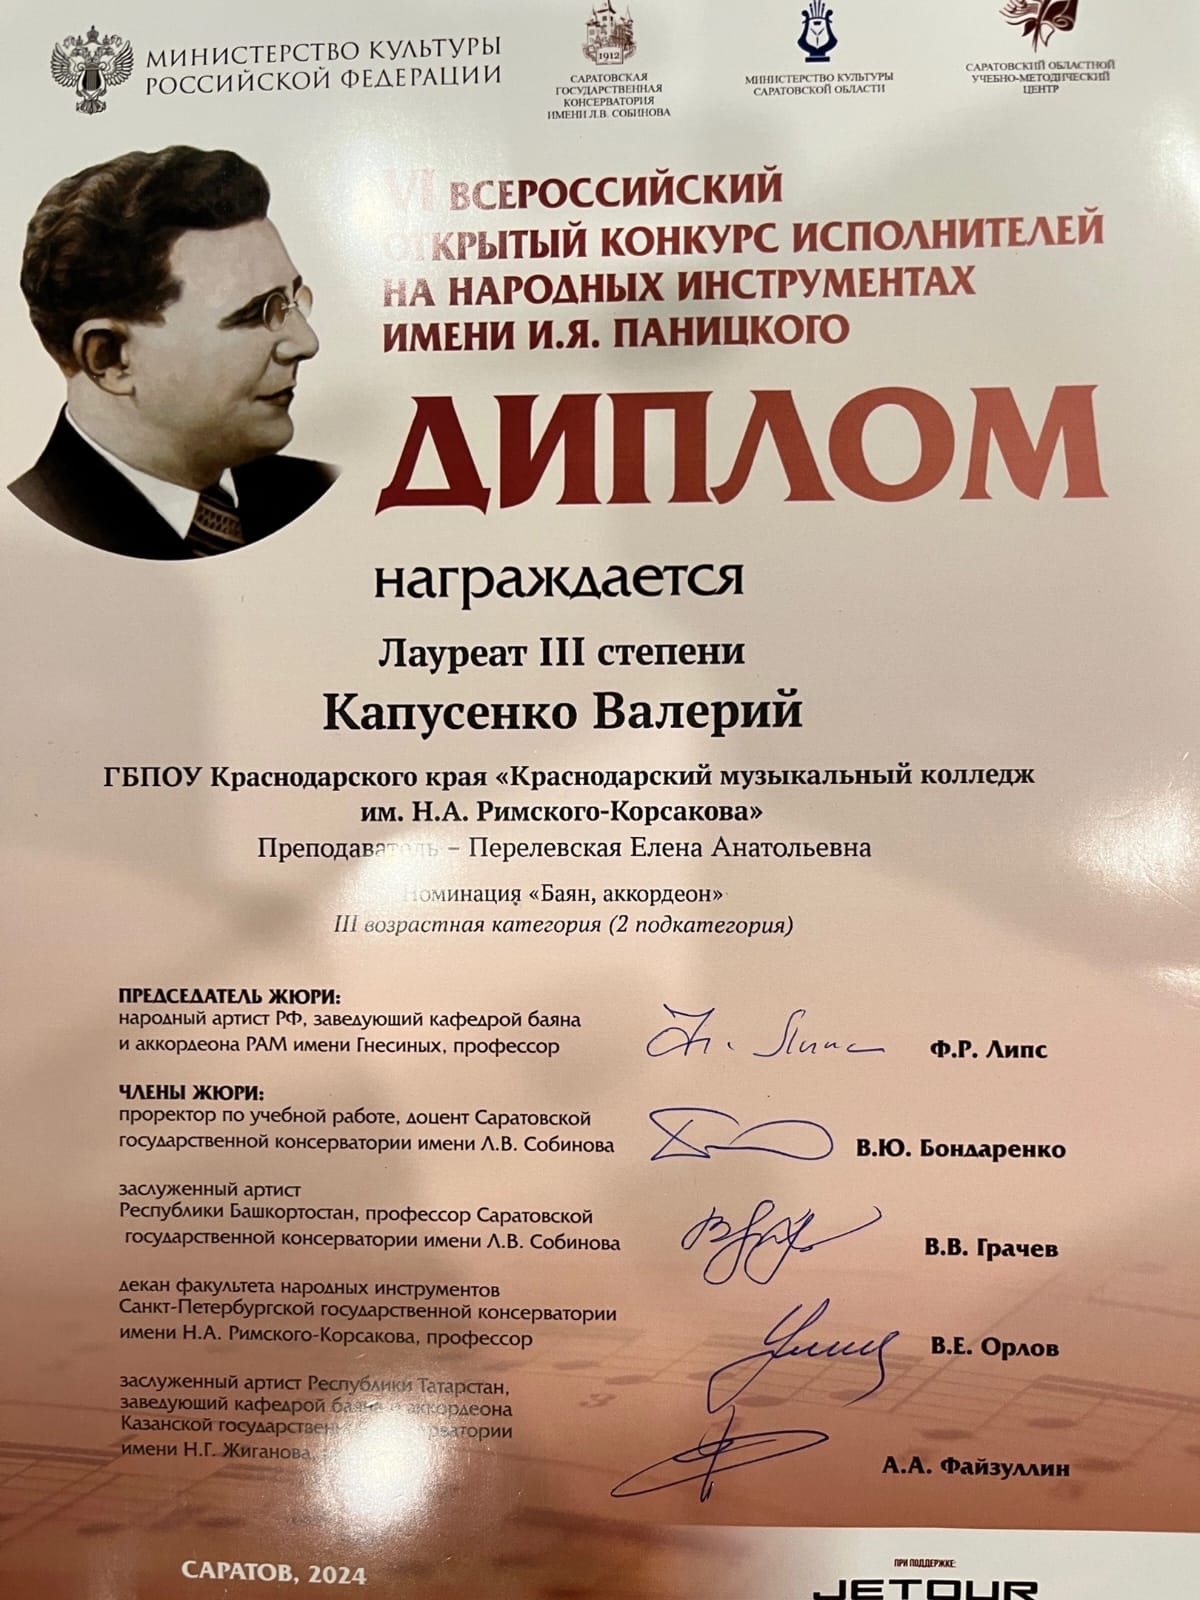 МИНИСТЕРСТВО КУЛЬТУРЫ
РОССИЙСКОЙ ФЕДЕРАЦИИ
1912
САРАТОВСКАЯ
ГОСУДАРСТВЕННАЯ
КОНСЕРВАТОРИЯ
ИМЕНИ Л.В. СОБИНОВА
МИНИСТЕРСТВО КУЛЬТУРЫ
САРАТОВСКОЙ ОБЛАСТИ
САРАТОВСКИЙ ОБЛАСТНОЙ
УЧЕБНО-МЕТОДИЧЕСКИЙ
ЦЕНТР
VI ВСЕРОССИЙСКИЙ
ОТКРЫТЫЙ КОНКУРС ИСПОЛНИТЕЛЕЙ
НА НАРОДНЫХ ИНСТРУМЕНТАХ
ИМЕНИ И.Я. ПАНИЦКОГО
ДИПЛОМ
награждается
Лауреат III степени
Капусенко Валерий
ГБПОУ Краснодарского края «Краснодарский музыкальный колледж
им. Н.А. Римского-Корсакова»
Преподаватель – Перелевская Елена Анатольевна
Номинация «Баян, аккордеон»
III возрастная категория (2 подкатегория)
ПРЕДСЕДАТЕЛЬ ЖЮРИ:
народный артист РФ, заведующий кафедрой баяна
и аккордеона РАМ имени Гнесиных, профессор
Ф.Р. Липс
ЧЛЕНЫ ЖЮРИ:
проректор по учебной работе, доцент Саратовской
государственной консерватории имени Л.В. Собинова
В.Ю. Бондаренко
заслуженный артист
Республики Башкортостан, профессор Саратовской
государственной консерватории имени Л.В. Собинова
В.В. Грачев
декан факультета народных инструментов
Санкт-Петербургской государственной консерватории
имени Н.А. Римского-Корсакова, профессор
В.Е. Орлов
заслуженный артист Республики Татарстан,
заведующий кафедрой баяна и аккордеона
Казанской государственной консерватории
имени Н.Г. Жиганова,
А.А. Файзуллин
САРАТОВ, 2024
ПРИ ПОДДЕРЖКЕ:
JETOUR